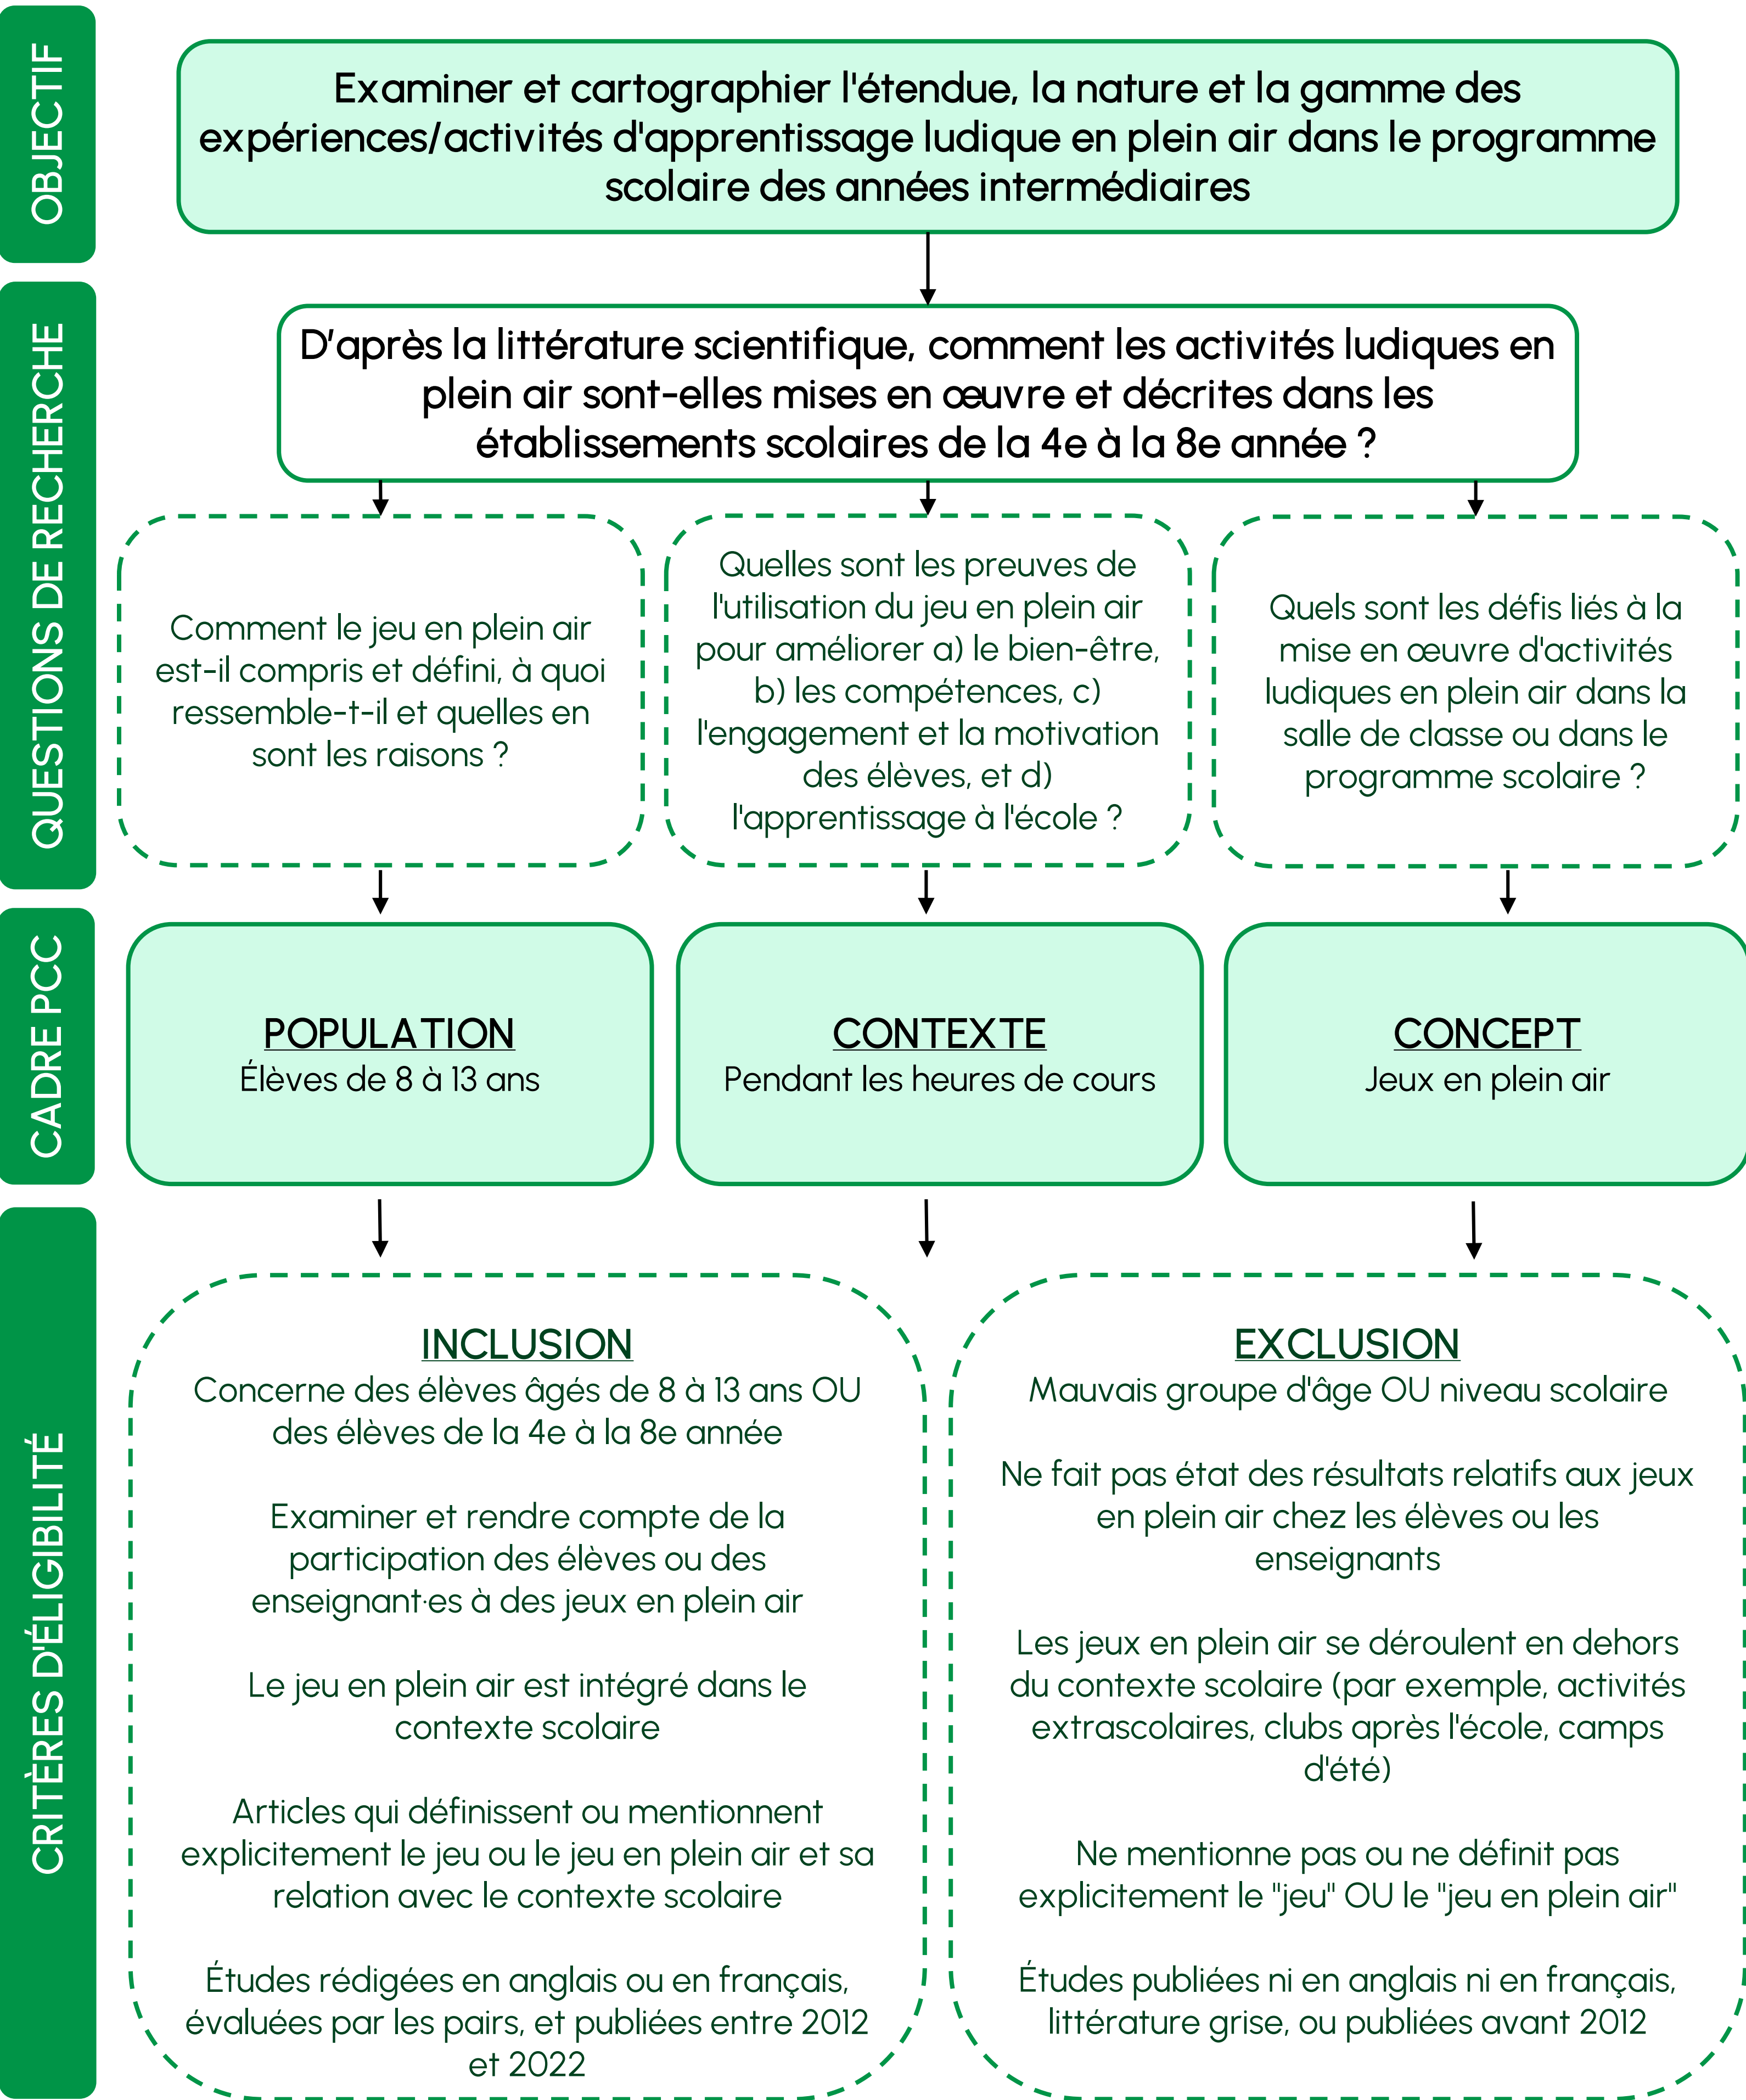 OBJECTIF
Examiner et cartographier l'étendue, la nature et la gamme des
expériences/activités d'apprentissage ludique en plein air dans le programme
scolaire des années intermédiaires
QUESTIONS DE RECHERCHE
D’après la littérature scientifique, comment les activités ludiques en
plein air sont-elles mises en œuvre et décrites dans les
établissements scolaires de la 4e à la 8e année ?
Comment le jeu en plein air
est-il compris et défini, à quoi
ressemble-t-il et quelles en
sont les raisons ?
Quelles sont les preuves de
l'utilisation du jeu en plein air
pour améliorer a) le bien-être,
b) les compétences, c)
l'engagement et la motivation
des élèves, et d)
l'apprentissage à l'école ?
Quels sont les défis liés à la
mise en œuvre d'activités
ludiques en plein air dans la
salle de classe ou dans le
programme scolaire ?
CADRE PCC
POPULATION
Élèves de 8 à 13 ans
CONTEXTE
Pendant les heures de cours
CONCEPT
Jeux en plein air
CRITÈRES D'ÉLIGIBILITÉ
INCLUSION
Concerne des élèves âgés de 8 à 13 ans OU
des élèves de la 4e à la 8e année
Examiner et rendre compte de la
participation des élèves ou des
enseignant·es à des jeux en plein air
Le jeu en plein air est intégré dans le
contexte scolaire
Articles qui définissent ou mentionnent
explicitement le jeu ou le jeu en plein air et sa
relation avec le contexte scolaire
Études rédigées en anglais ou en français,
évaluées par les pairs, et publiées entre 2012
et 2022
EXCLUSION
Mauvais groupe d'âge OU niveau scolaire
Ne fait pas état des résultats relatifs aux jeux
en plein air chez les élèves ou les
enseignants
Les jeux en plein air se déroulent en dehors
du contexte scolaire (par exemple, activités
extrascolaires, clubs après l'école, camps
d'été)
Ne mentionne pas ou ne définit pas
explicitement le "jeu" OU le "jeu en plein air"
Études publiées ni en anglais ni en français,
littérature grise, ou publiées avant 2012